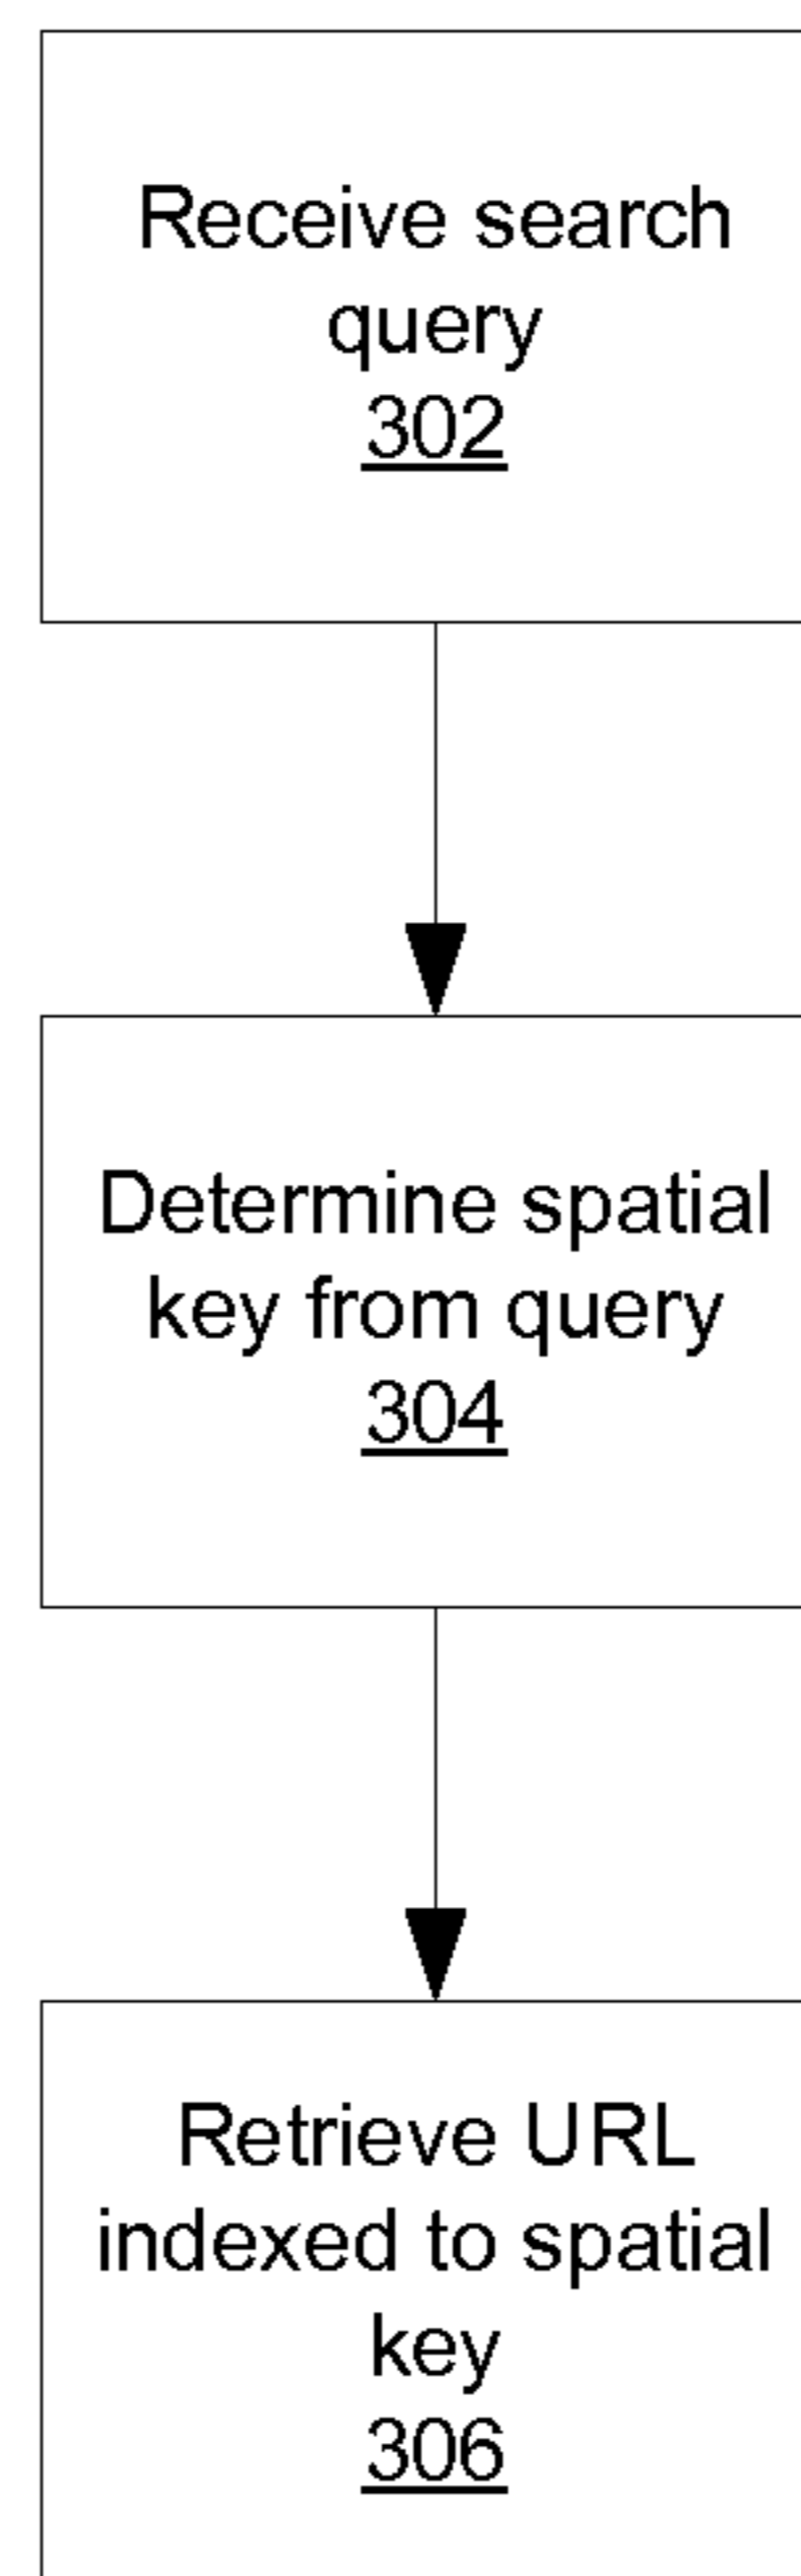 Receive search
query
302
Determine spatial
key from query
304
Retrieve URL
indexed to spatial
key
306